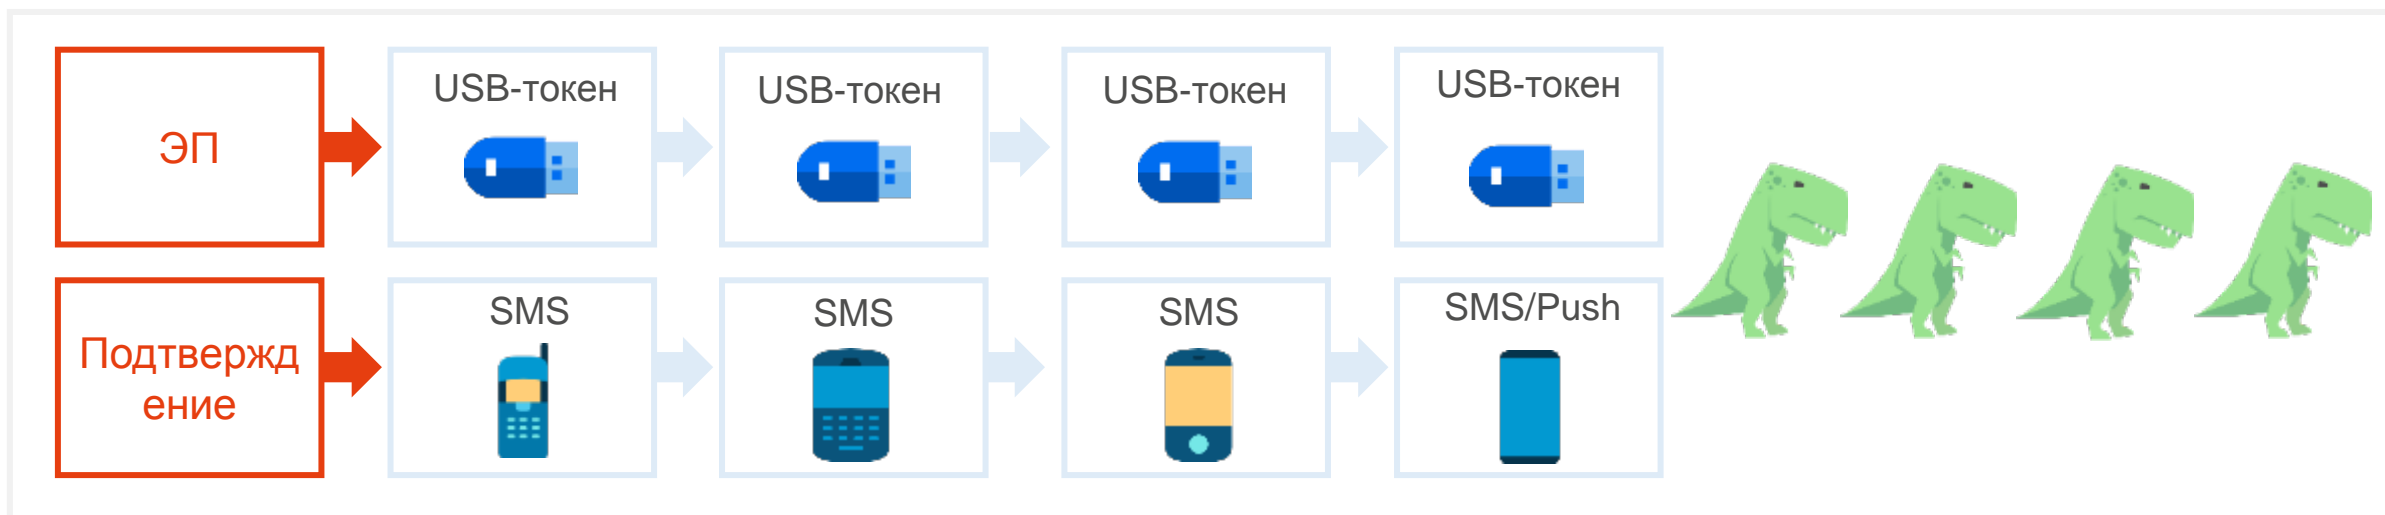 ЭП
USB-токен
USB-токен
USB-токен
USB-токен
Подтвержд
ение
SMS
SMS
SMS
SMS/Push